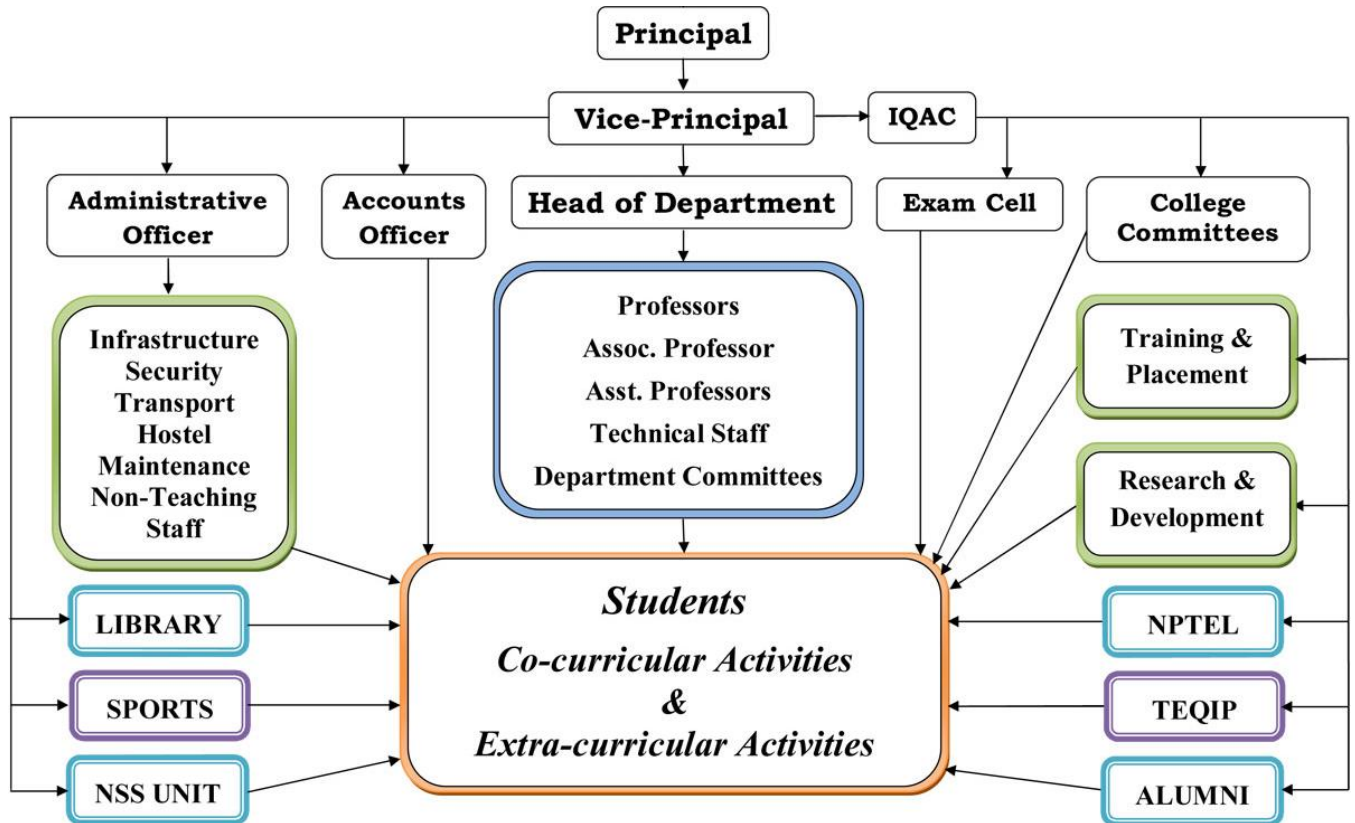 Principal
Vice-Principal
IQAC
Administrative
Officer
Accounts
Officer
Head of Department
Exam Cell
College
Committees
Infrastructure
Security
Transport
Hostel
Maintenance
Non-Teaching
Staff
Professors
Assoc. Professor
Asst. Professors
Technical Staff
Department Committees
Training &
Placement
Research &
Development
LIBRARY
SPORTS
NSS UNIT
Students
Co-curricular Activities
&
Extra-curricular Activities
NPTEL
TEQIP
ALUMNI